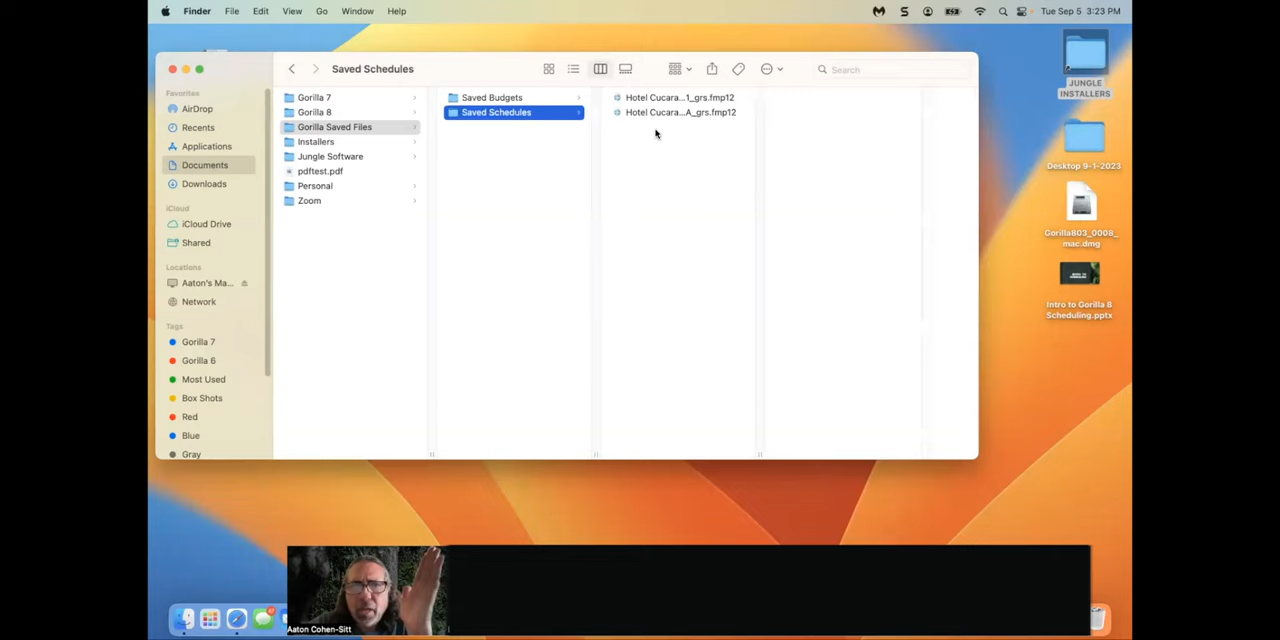 Finder File Edit View Go Window Help
S
Tue Sep 5 3:23 PM
Saved Schedules
Search
Favorites
AirDrop
Recents
Applications
Documents
Downloads
iCloud
iCloud Drive
Shared
Locations
Aaton's Ma...
Network
Tags
Gorilla 7
Gorilla 6
Most Used
Box Shots
Red
Blue
Gray
Gorilla 7
Gorilla 8
Gorilla Saved Files
Installers
Jungle Software
pdftest.pdf
Personal
Zoom
Saved Budgets
Saved Schedules
Hotel Cucara...1_grs.fmp12
Hotel Cucara...A_grs.fmp12
JUNGLE
INSTALLERS
Desktop 9-1-2023
Gorilla803_0008_
mac.dmg
Intro to Gorilla 8
Scheduling.pptx
Aaton Cohen-Sitt